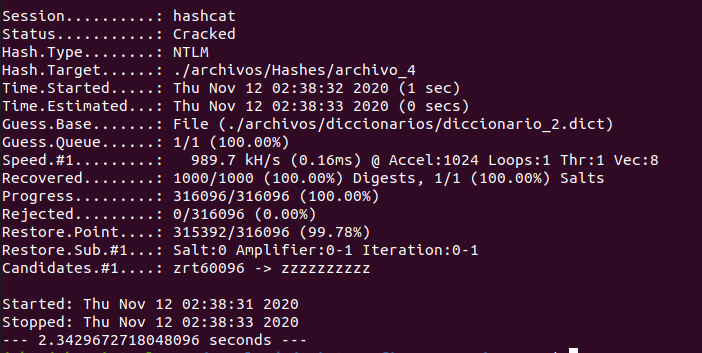 Session..........: hashcat
Status...........: Cracked
Hash.Type........: NTLM
Hash.Target......: ./archivos/Hashes/archivo_4
Time.Started.....: Thu Nov 12 02:38:32 2020 (1 sec)
Time.Estimated...: Thu Nov 12 02:38:33 2020 (0 secs)
Guess.Base.......: File (./archivos/diccionarios/diccionario_2.dict)
Guess.Queue......: 1/1 (100.00%)
Speed.#1.........:   989.7 kH/s (0.16ms) @ Accel:1024 Loops:1 Thr:1 Vec:8
Recovered........: 1000/1000 (100.00%) Digests, 1/1 (100.00%) Salts
Progress.........: 316096/316096 (100.00%)
Rejected.........: 0/316096 (0.00%)
Restore.Point....: 315392/316096 (99.78%)
Restore.Sub.#1...: Salt:0 Amplifier:0-1 Iteration:0-1
Candidates.#1....: zrt60096 -> zzzzzzzzzz

Started: Thu Nov 12 02:38:31 2020
Stopped: Thu Nov 12 02:38:33 2020
--- 2.3429672718048096 seconds ---